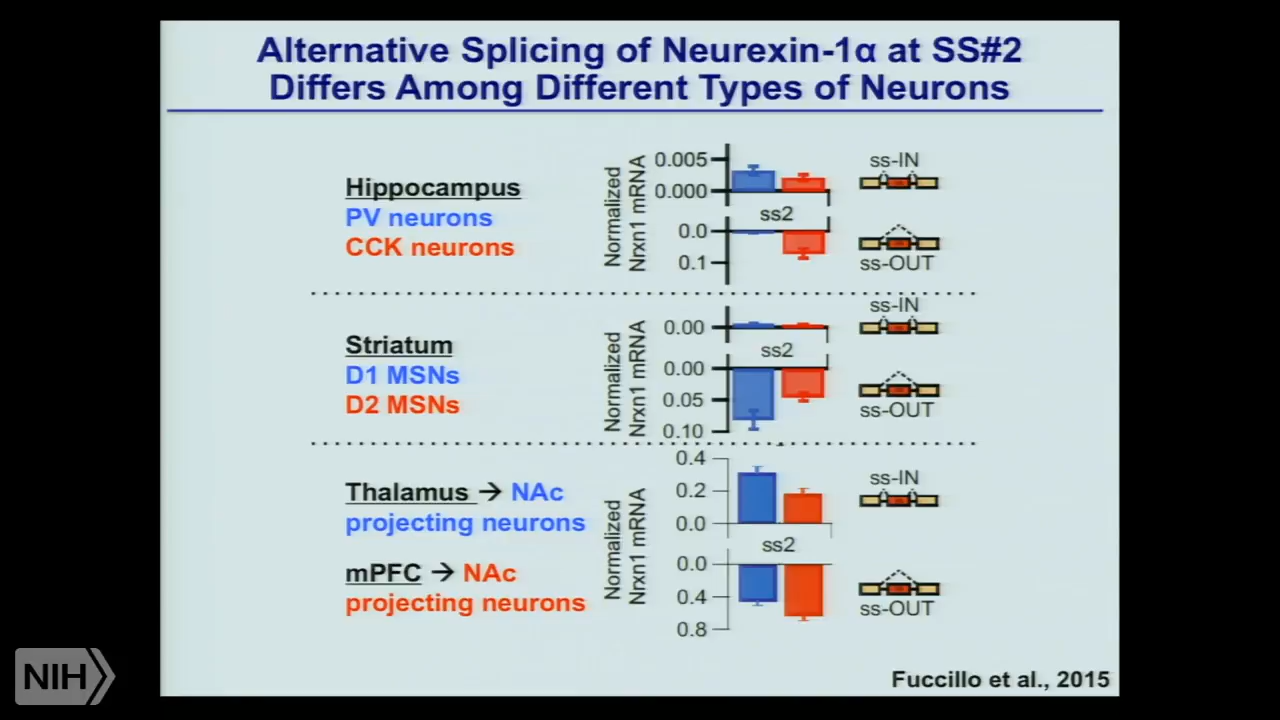 Alternative Splicing of Neurexin-1α at SS#2
Differs Among Different Types of Neurons
Hippocampus
PV neurons
CCK neurons
Normalized
Nrxn1 mRNA
0.005
0.000
ss2
0.0
0.1
ss-IN
ss-OUT
Striatum
D1 MSNs
D2 MSNs
Normalized
Nrxn1 mRNA
0.00
ss2
0.00
0.05
0.10
ss-IN
ss-OUT
Thalamus → NAc
projecting neurons
mPFC → NAc
projecting neurons
Normalized
Nrxn1 mRNA
0.4
0.2
0.0
ss2
0.0
0.4
0.8
ss-IN
ss-OUT
Fuccillo et al., 2015
NIH